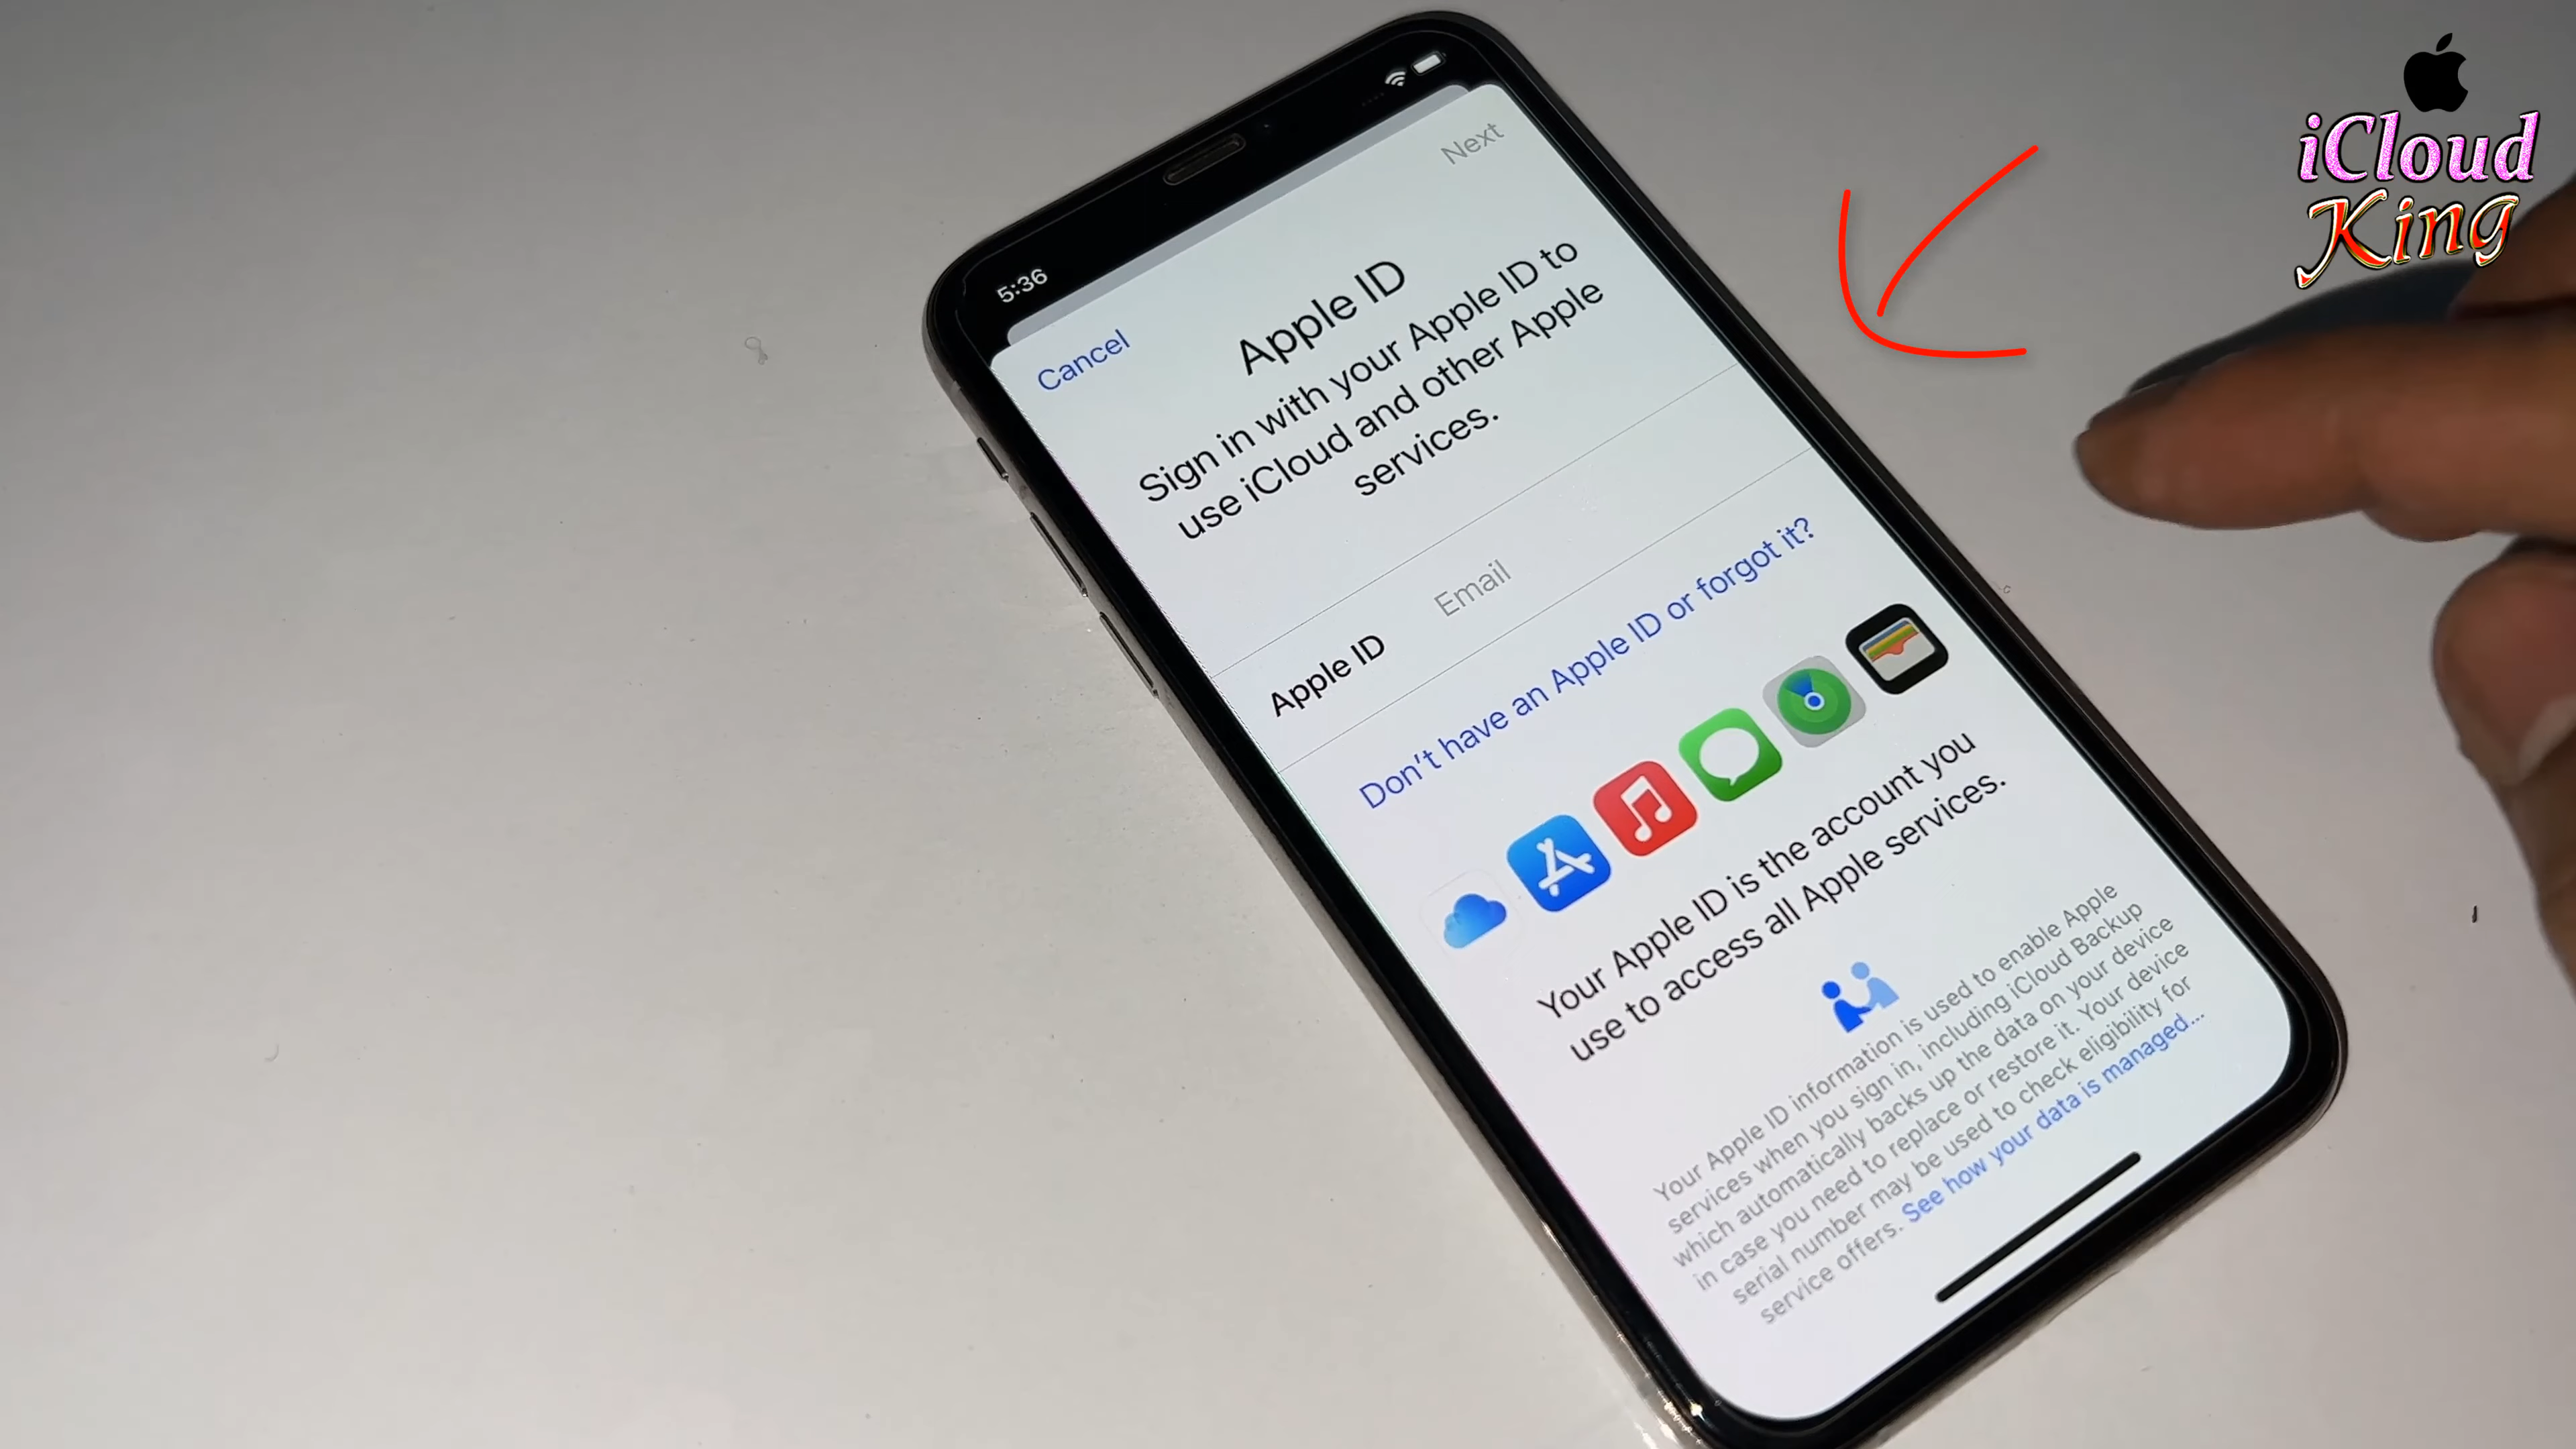 iCloud
King
5:36
Cancel
Next
Apple ID
Sign in with your Apple ID to
use iCloud and other Apple
services.
Apple ID
Email
Don't have an Apple ID or forgot it?
Your Apple ID is the account you
use to access all Apple services.
Your Apple ID information is used to enable Apple
services when you sign in, including iCloud Backup
which automatically backs up the data on your device
in case you need to replace or restore it. Your device
serial number may be used to check eligibility for
service offers. See how your data is managed...